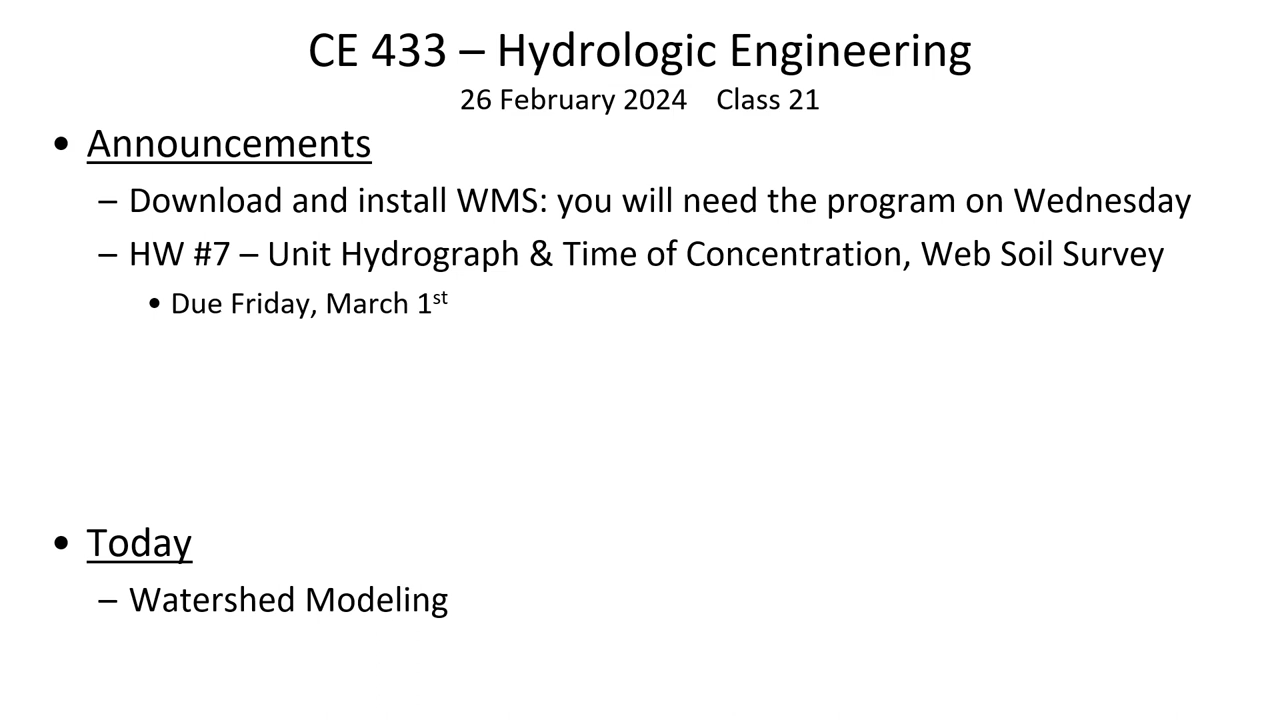 CE 433 – Hydrologic Engineering
26 February 2024 Class 21
• Announcements
– Download and install WMS: you will need the program on Wednesday
– HW #7 – Unit Hydrograph & Time of Concentration, Web Soil Survey
• Due Friday, March 1st
• Today
– Watershed Modeling